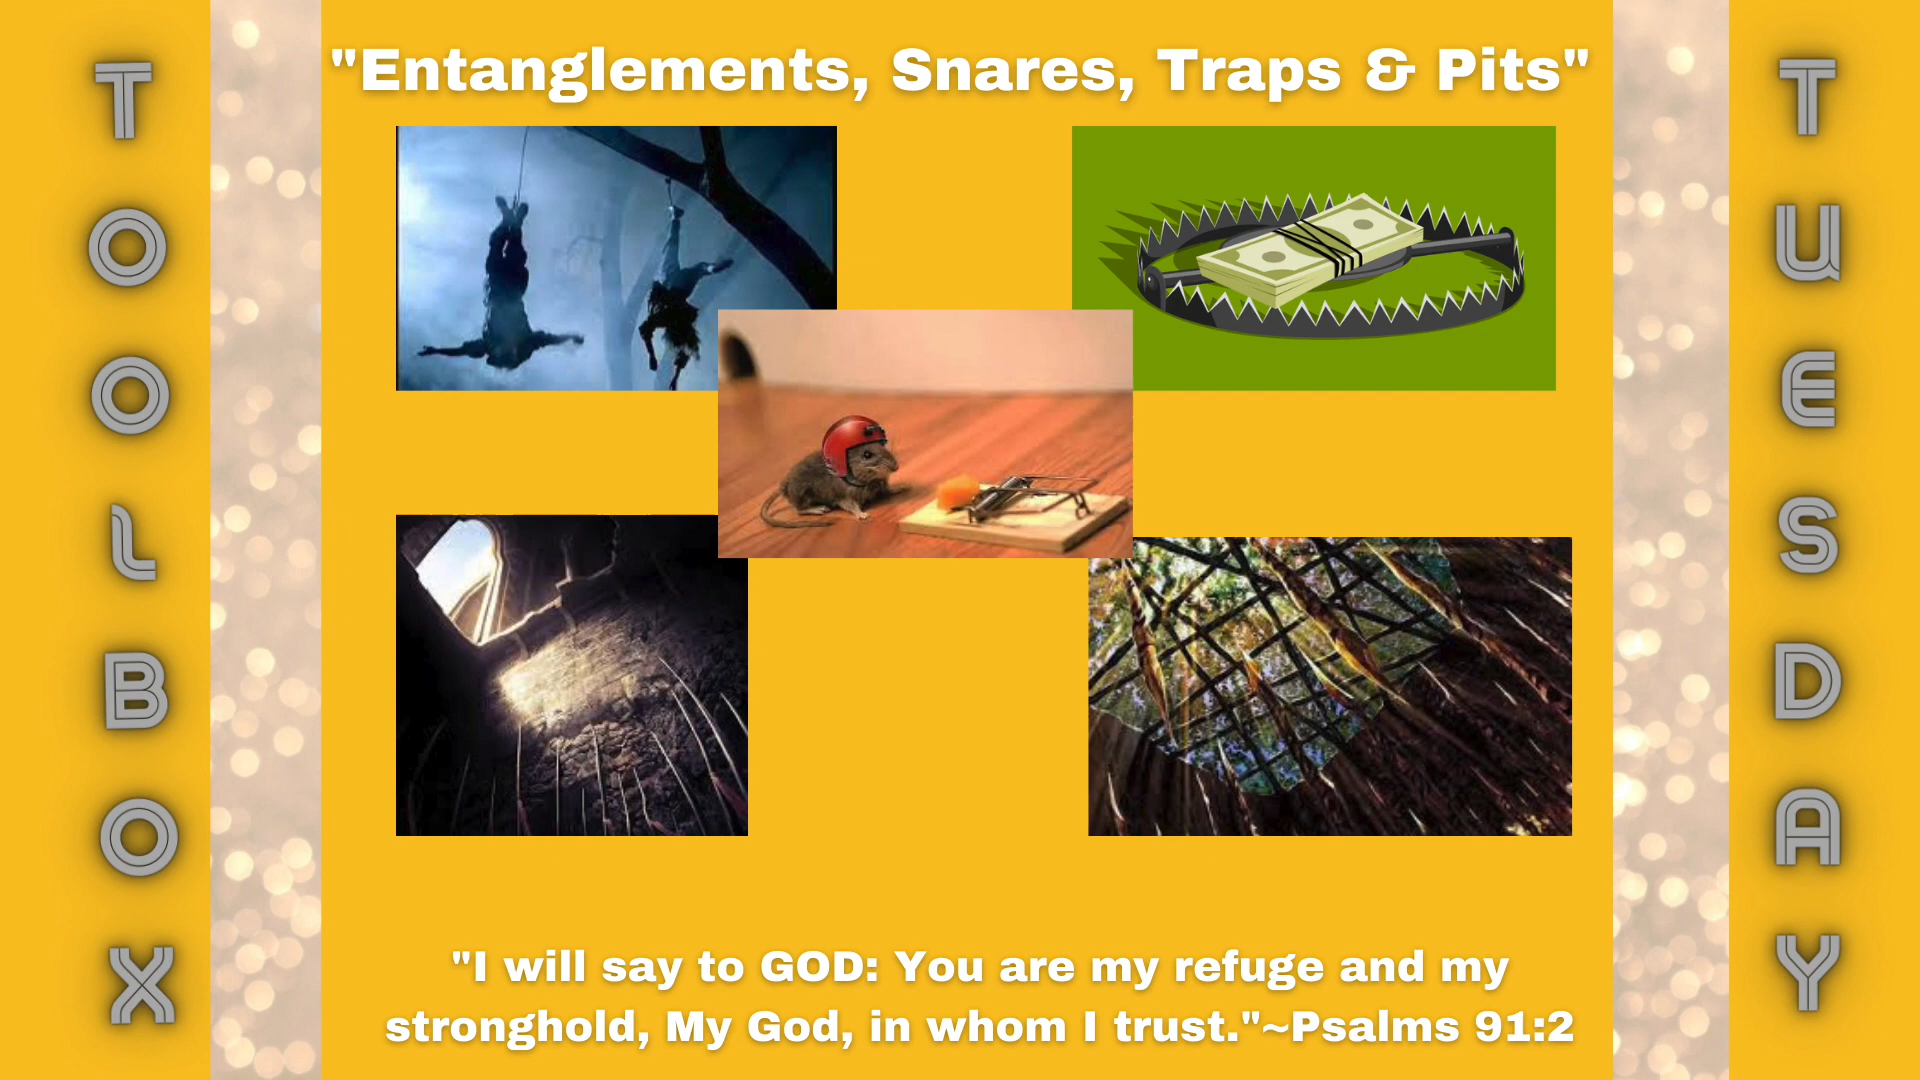 "Entanglements, Snares, Traps & Pits"
TOOLBOX
TUESDAY
"I will say to GOD: You are my refuge and my
stronghold, My God, in whom I trust."~Psalms 91:2